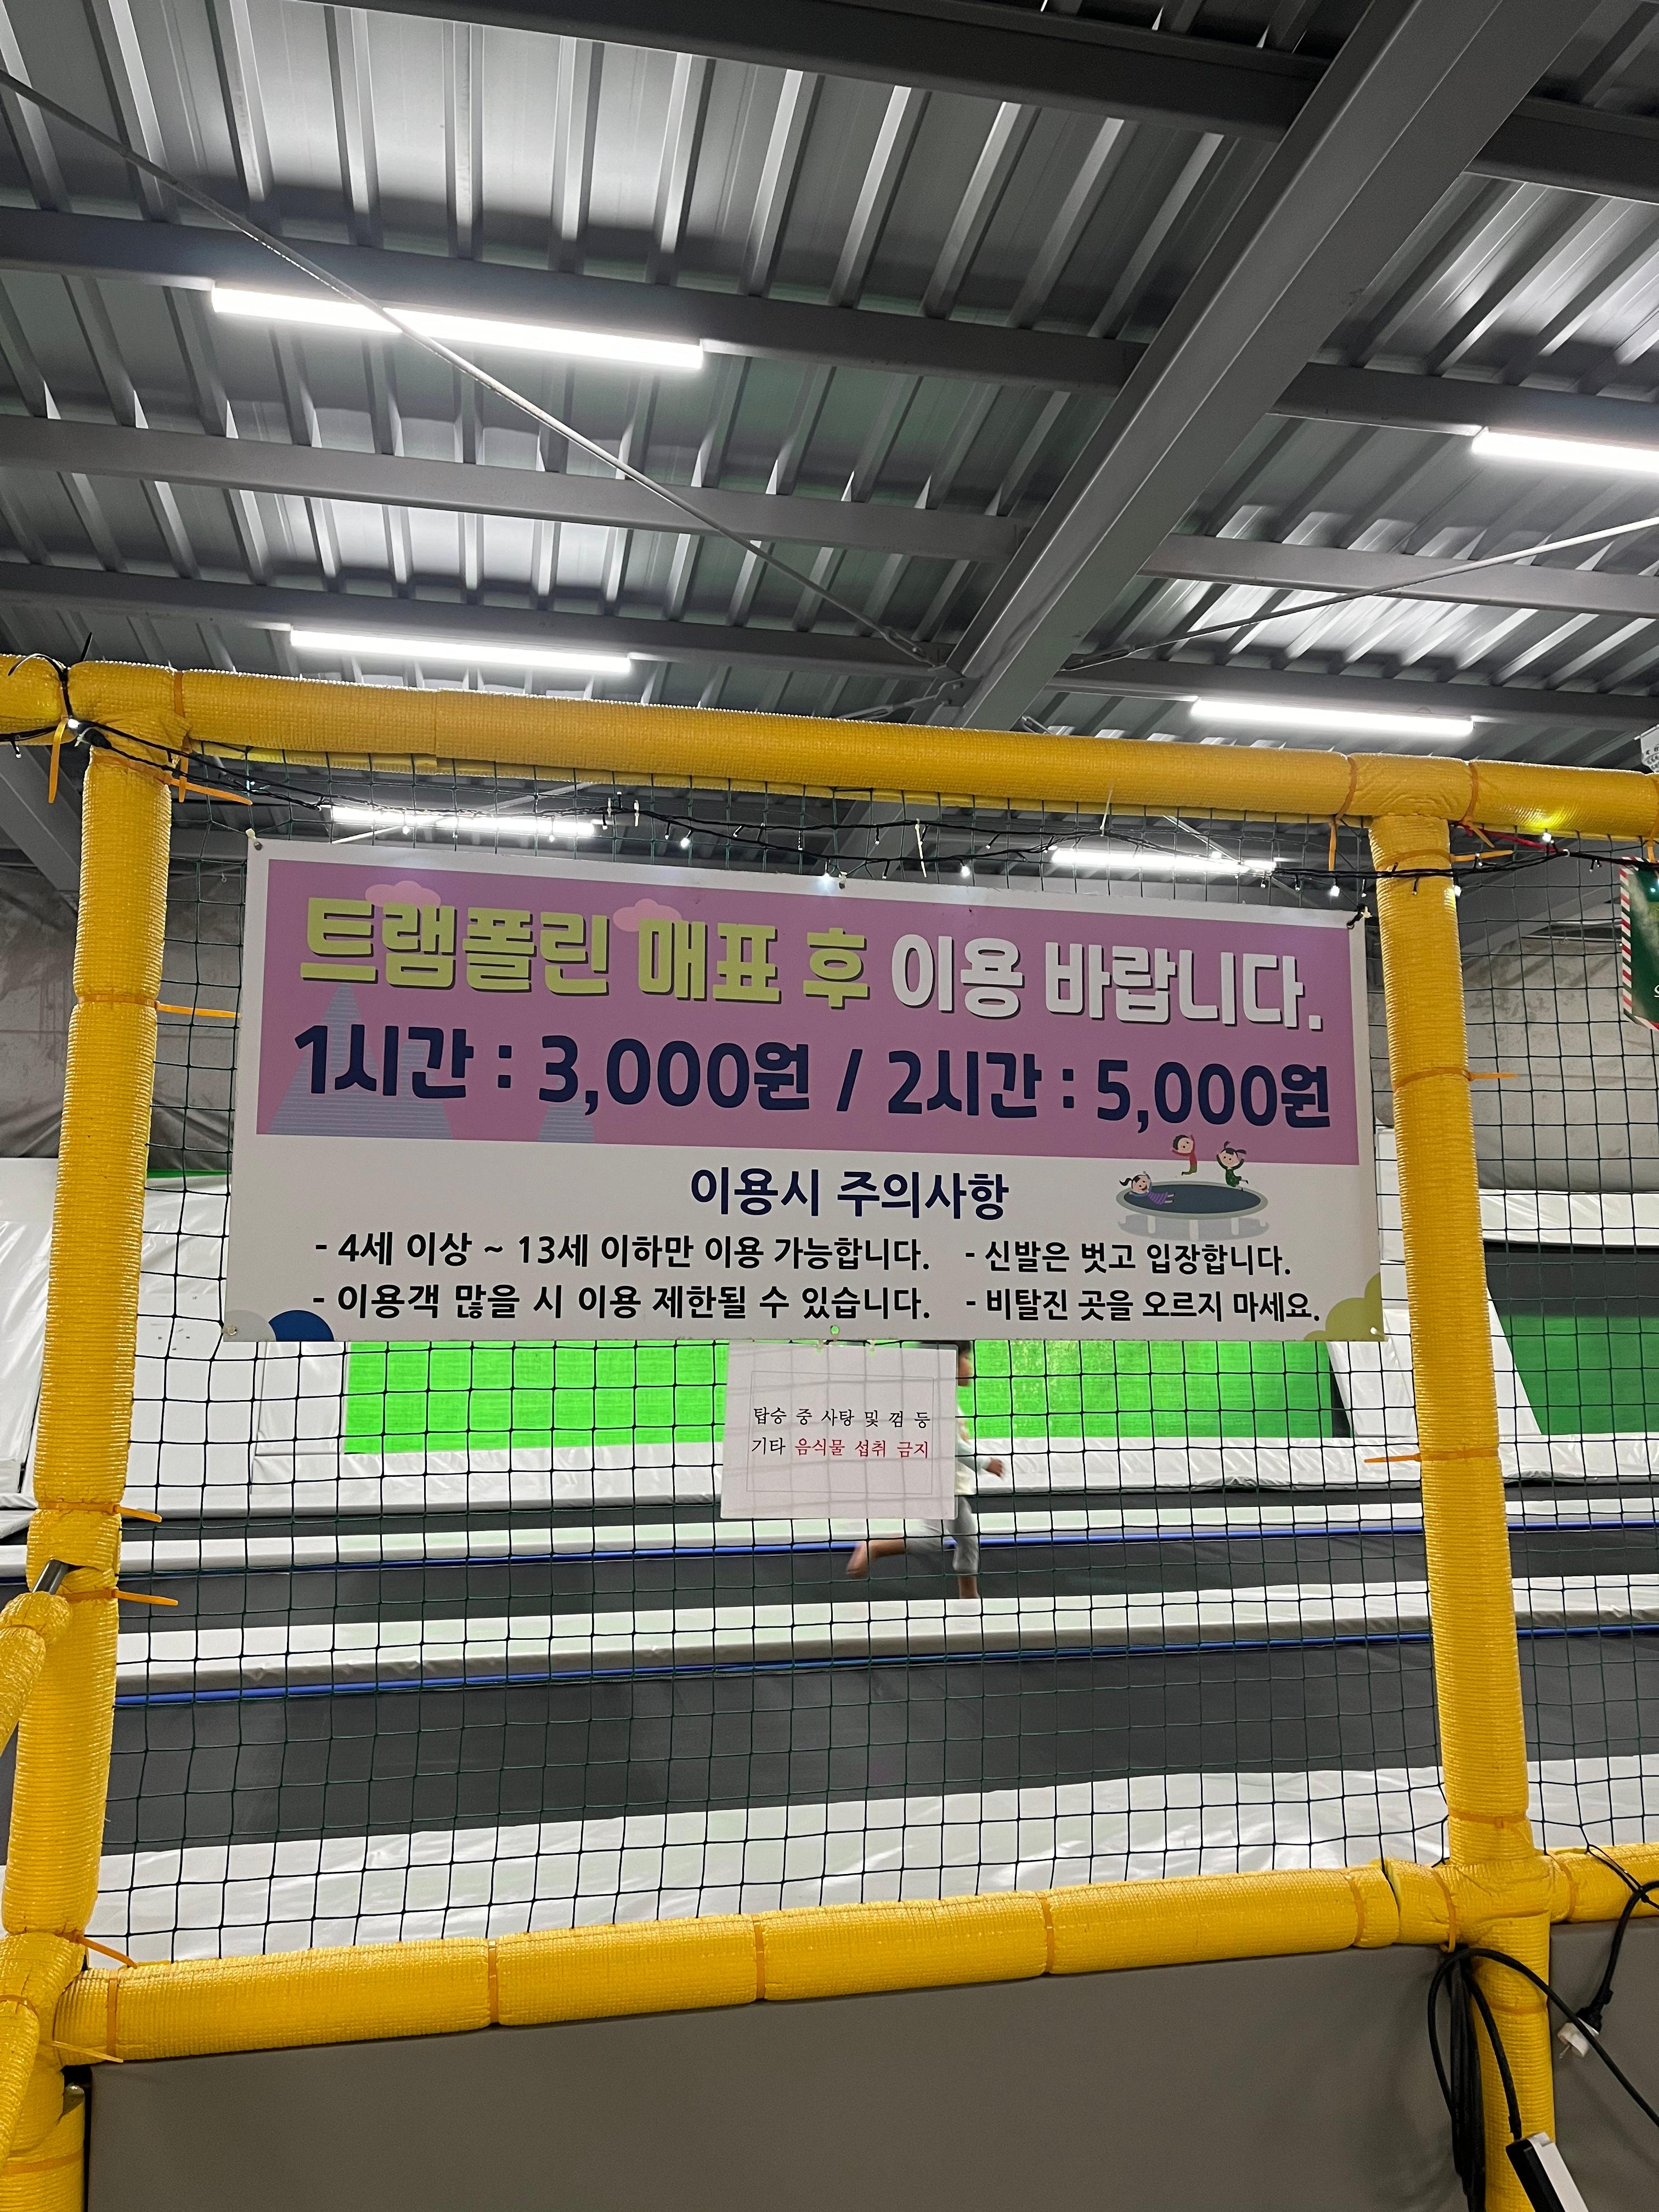 트램폴린 매표 후 이용 바랍니다.
1시간 : 3,000원 / 2시간 : 5,000원
이용시 주의사항
- 4세 이상 ~ 13세 이하만 이용 가능합니다.
- 이용객 많을 시 이용 제한될 수 있습니다.
- 신발은 벗고 입장합니다.
- 비탈진 곳을 오르지 마세요.
탑승 중 사탕 및 껌 등
기타 음식물 섭취 금지